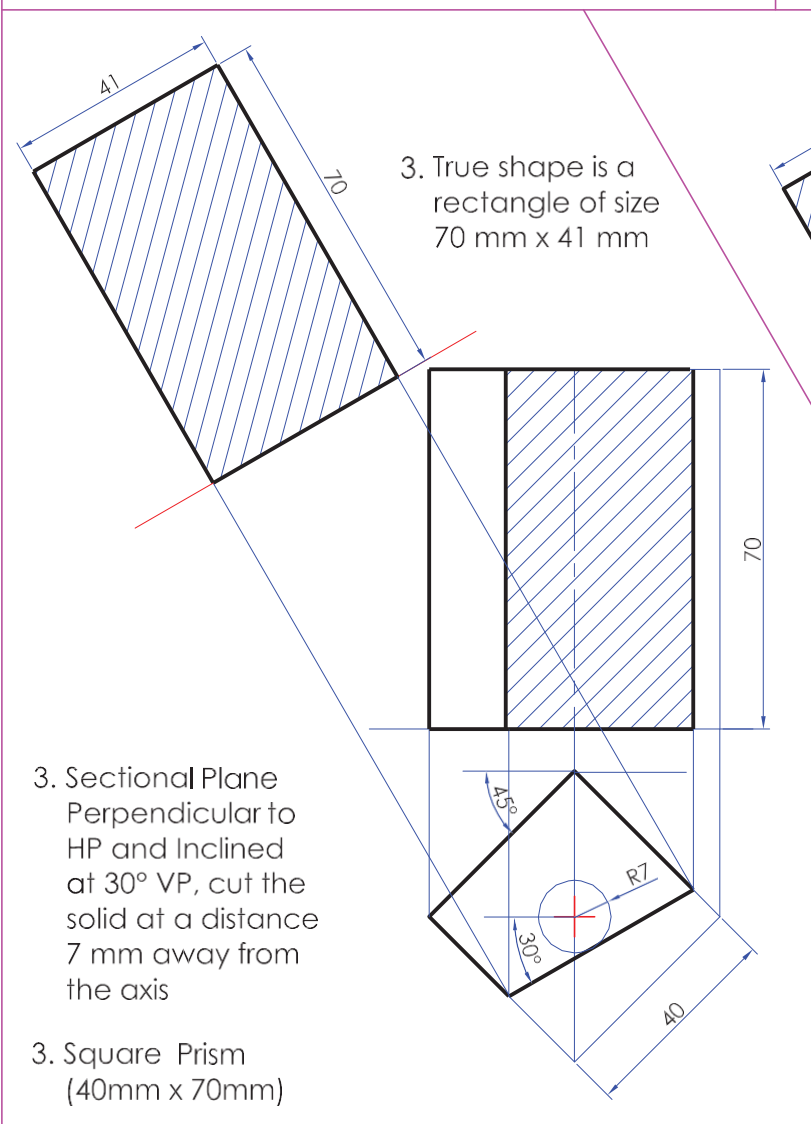 41
70
3. True shape is a
rectangle of size
70 mm x 41 mm
70
3. Sectional Plane
Perpendicular to
HP and Inclined
at 30° VP, cut the
solid at a distance
7 mm away from
the axis
45°
R7
30°
40
3. Square Prism
(40mm x 70mm)